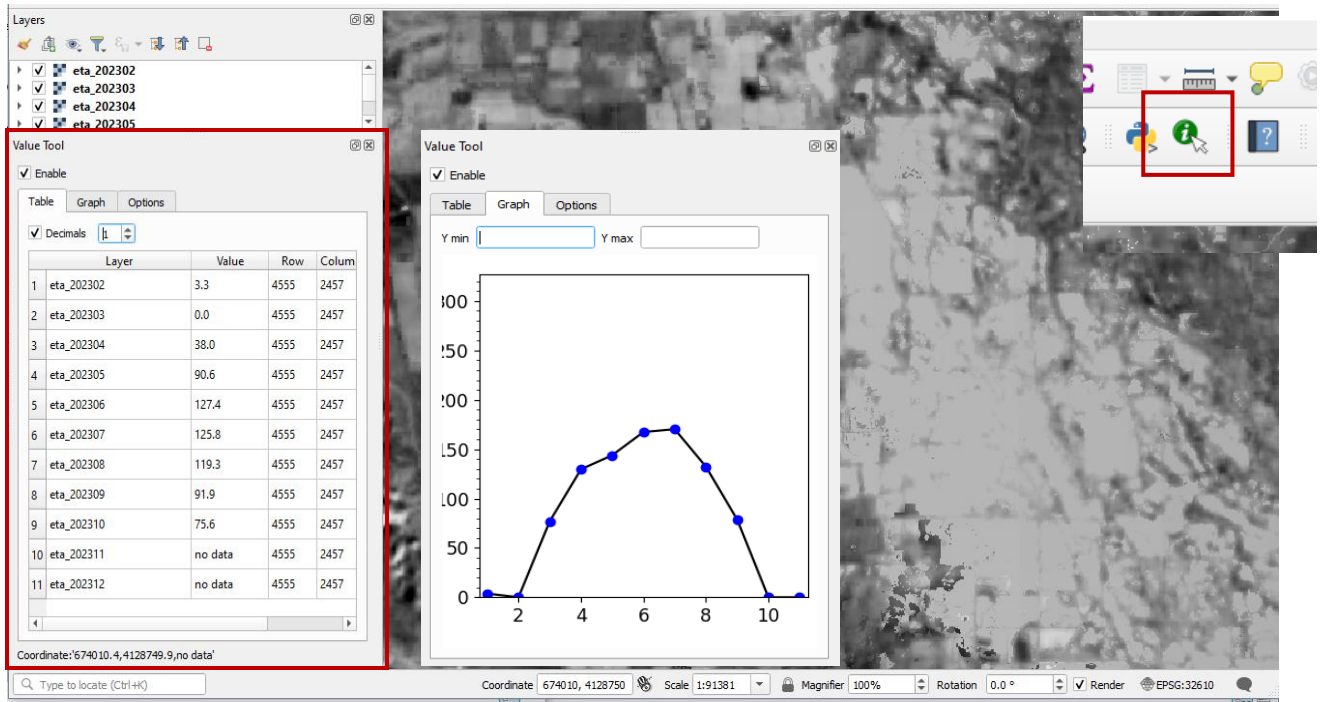 Layers
eta_202302
eta_202303
eta_202304
eta_202305
Value Tool
Enable
Table Graph Options
Decimals 1
Layer Value Row Colum
1 eta_202302 3.3 4555 2457
2 eta_202303 0.0 4555 2457
3 eta_202304 38.0 4555 2457
4 eta_202305 90.6 4555 2457
5 eta_202306 127.4 4555 2457
6 eta_202307 125.8 4555 2457
7 eta_202308 119.3 4555 2457
8 eta_202309 91.9 4555 2457
9 eta_202310 75.6 4555 2457
10 eta_202311 no data 4555 2457
11 eta_202312 no data 4555 2457
Coordinate:'674010.4,4128749.9,no data'
Value Tool
Enable
Table Graph Options
Y min Y max
300
250
200
150
100
50
0
2 4 6 8 10
Type to locate (Ctrl+K)
Coordinate 674010, 4128750 Scale 1:91381 Magnifier 100% Rotation 0.0 ° Render EPSG:32610